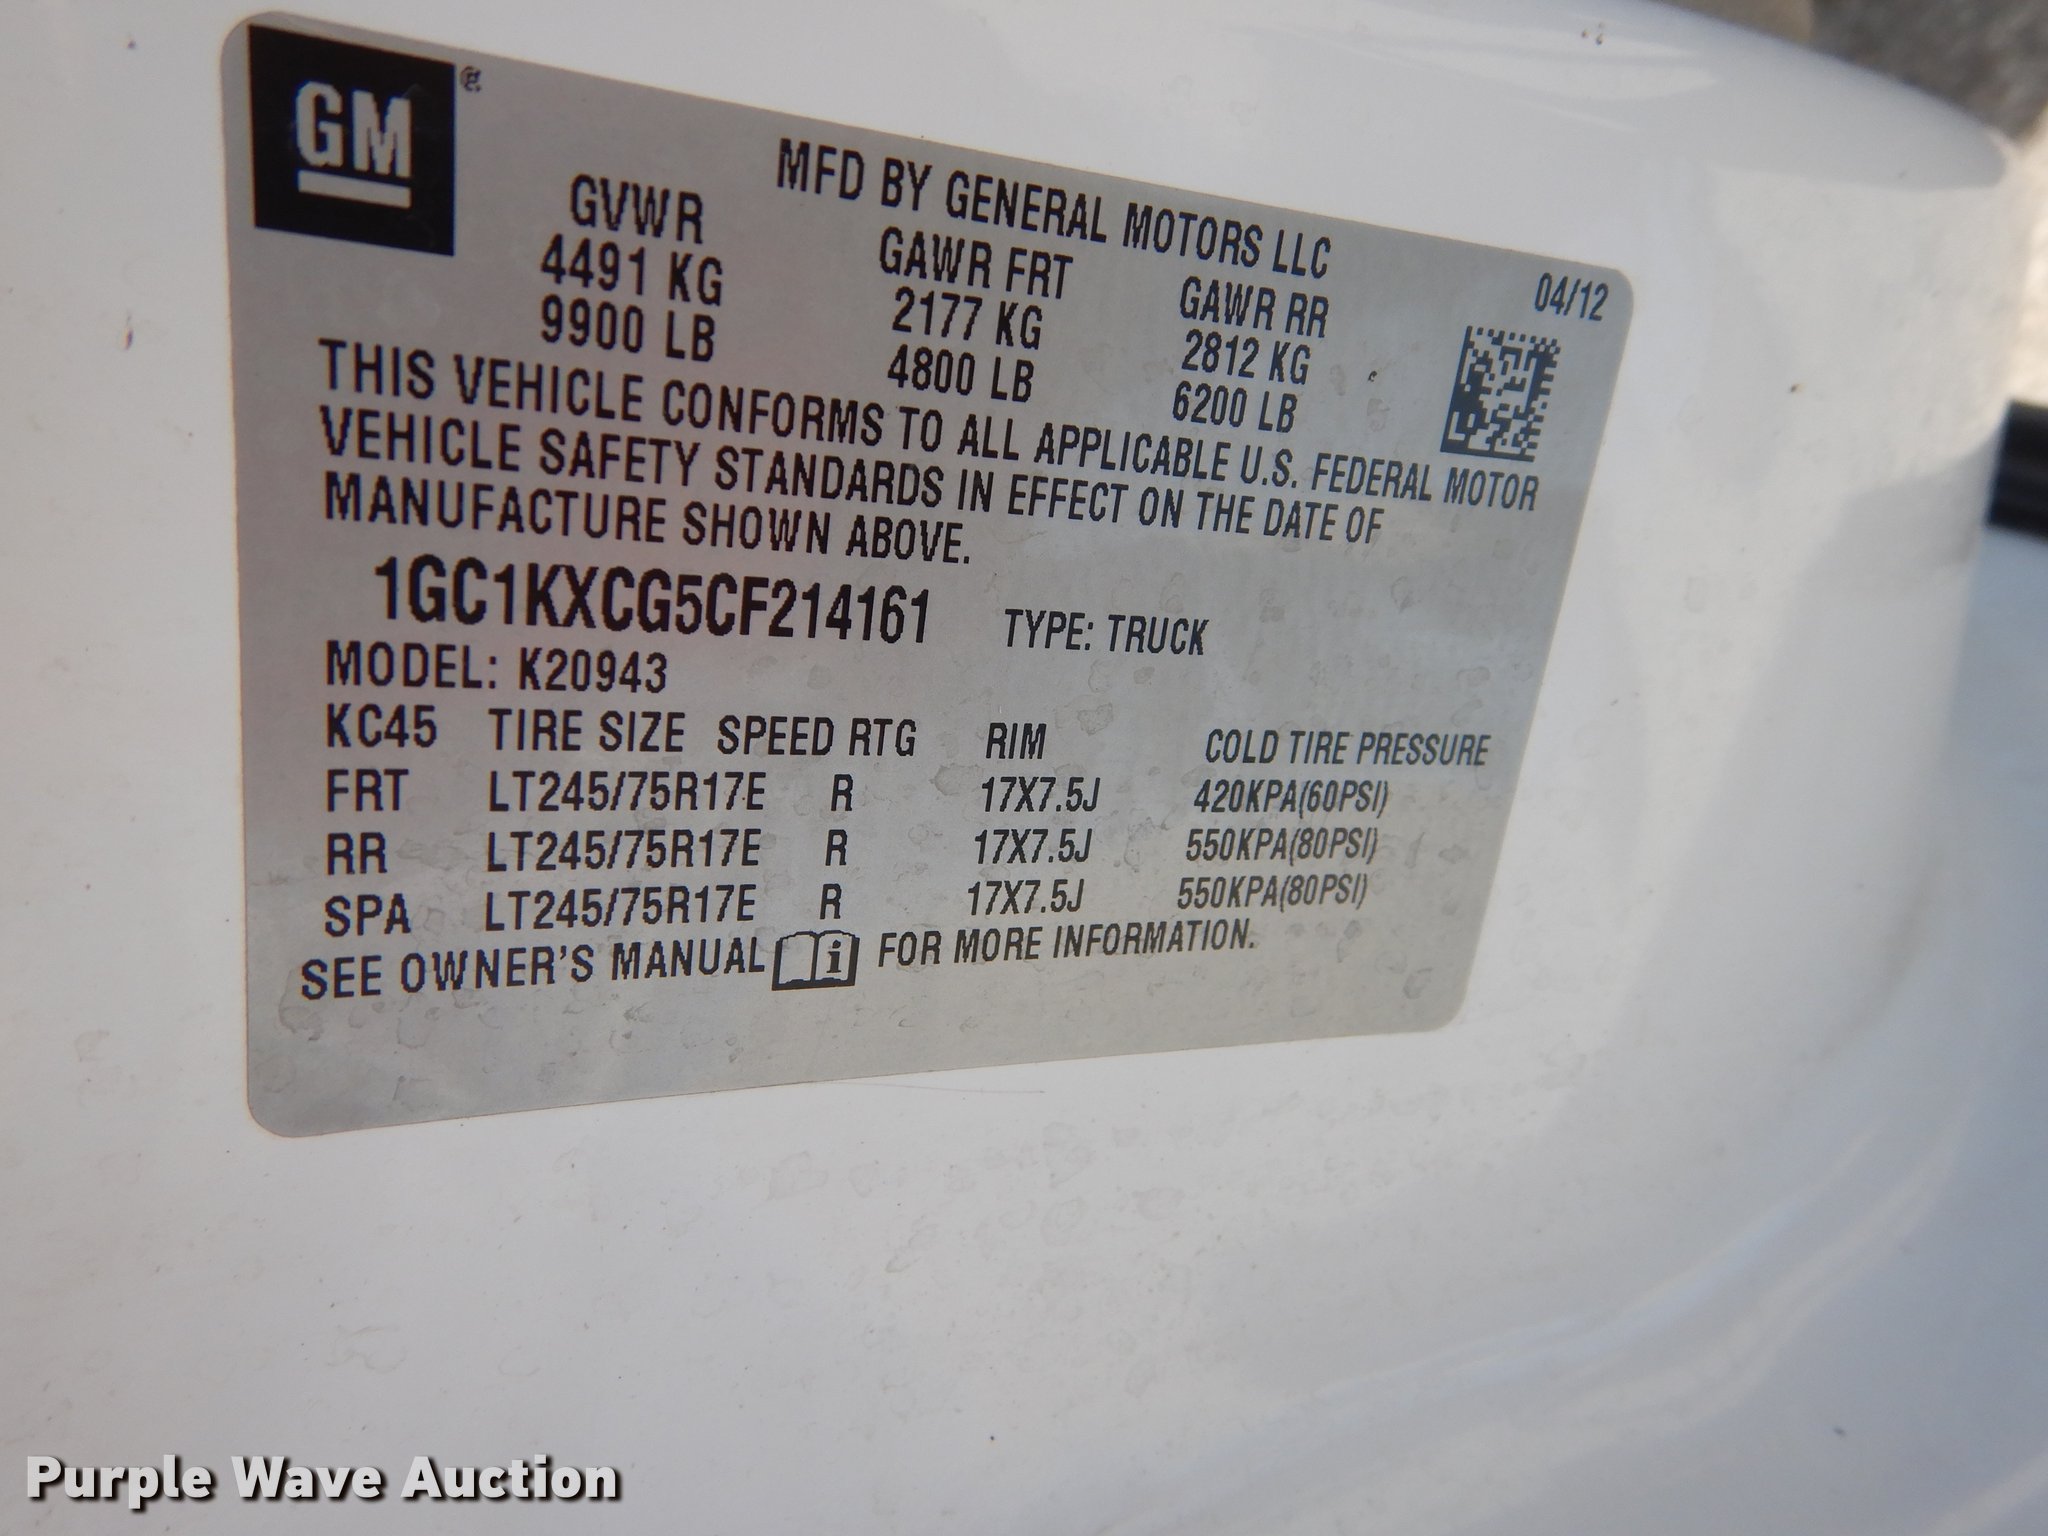 GM®
MFD BY GENERAL MOTORS LLC
04/12
GVWR GAWR FRT GAWR RR
4491 KG 2177 KG 2812 KG
9900 LB 4800 LB 6200 LB
THIS VEHICLE CONFORMS TO ALL APPLICABLE U.S. FEDERAL MOTOR
VEHICLE SAFETY STANDARDS IN EFFECT ON THE DATE OF
MANUFACTURE SHOWN ABOVE.
1GC1KXCG5CF214161 TYPE: TRUCK
MODEL: K20943
KC45 TIRE SIZE SPEED RTG RIM COLD TIRE PRESSURE
FRT LT245/75R17E R 17X7.5J 420KPA(60PSI)
RR LT245/75R17E R 17X7.5J 550KPA(80PSI)
SPA LT245/75R17E R 17X7.5J 550KPA(80PSI)
SEE OWNER'S MANUAL i FOR MORE INFORMATION.
Purple Wave Auction